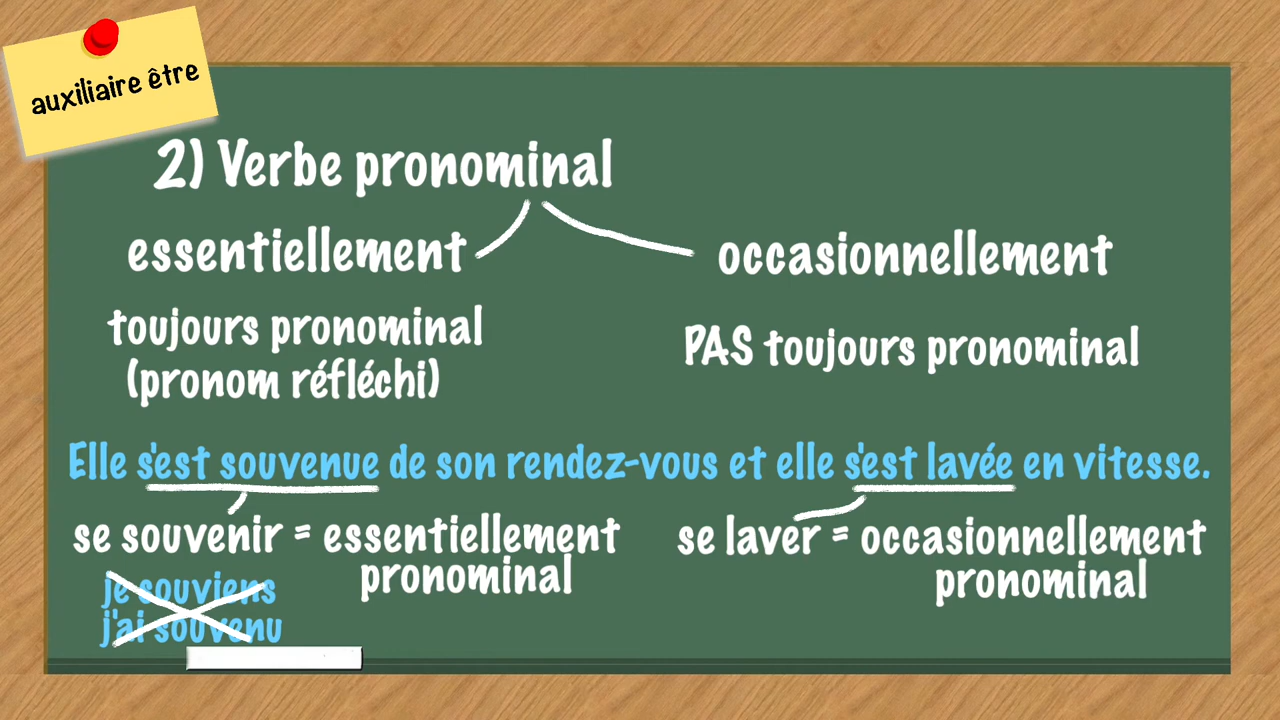 auxiliaire être
2) Verbe pronominal
essentiellement
occasionnellement
toujours pronominal
(pronom réfléchi)
PAS toujours pronominal
Elle s'est souvenue de son rendez-vous et elle s'est lavée en vitesse.
se souvenir = essentiellement
pronominal
se laver = occasionnellement
pronominal
je souviens
j'ai souvenu